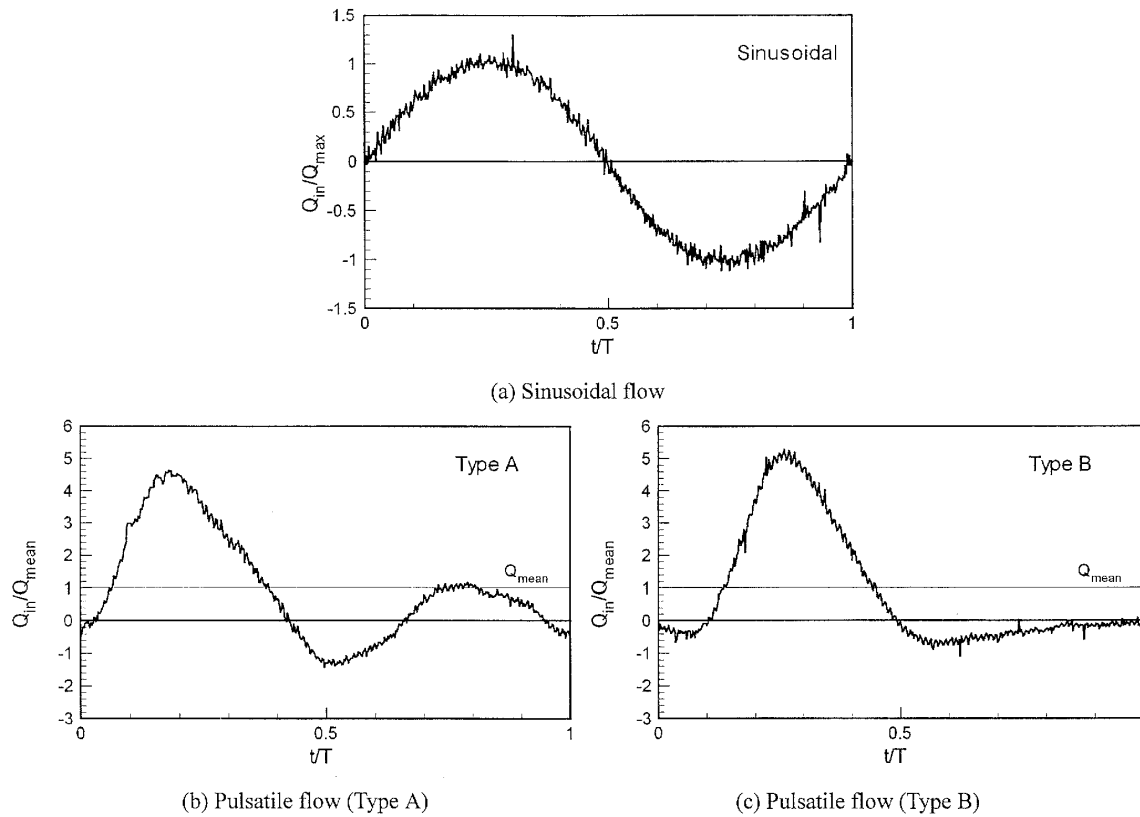 1.5
Sinusoidal
1
0.5
0
-0.5
-1
-1.5
Q_in/Q_max
0 0.5 1
t/T
(a) Sinusoidal flow
6
Type A
5
4
3
2
Q_mean
1
0
-1
-2
-3
Q_in/Q_mean
0 0.5 1
t/T
(b) Pulsatile flow (Type A)
6
Type B
5
4
3
2
Q_mean
1
0
-1
-2
-3
Q_in/Q_mean
0 0.5
t/T
(c) Pulsatile flow (Type B)